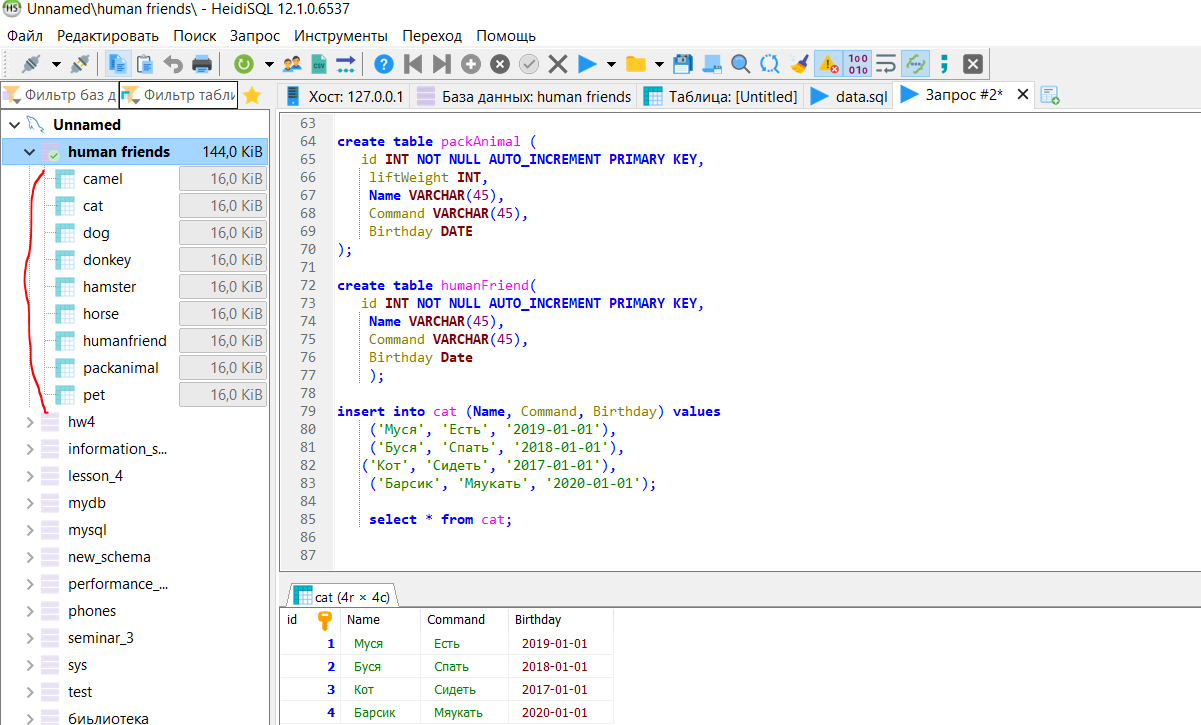 Unnamed\human friends\ - HeidiSQL 12.1.0.6537
Файл Редактировать Поиск Запрос Инструменты Переход Помощь
Фильтр баз д Фильтр табли Хост: 127.0.0.1 База данных: human friends Таблица: [Untitled] data.sql Запрос #2*
Unnamed
human friends 144,0 KiB
camel 16,0 KiB
cat 16,0 KiB
dog 16,0 KiB
donkey 16,0 KiB
hamster 16,0 KiB
horse 16,0 KiB
humanfriend 16,0 KiB
packanimal 16,0 KiB
pet 16,0 KiB
hw4
information_s...
lesson_4
mydb
mysql
new_schema
performance_...
phones
seminar_3
sys
test
биьлиотека
63
64 create table packAnimal (
65 id INT NOT NULL AUTO_INCREMENT PRIMARY KEY,
66 liftWeight INT,
67 Name VARCHAR(45),
68 Command VARCHAR(45),
69 Birthday DATE
70 );
71
72 create table humanFriend(
73 id INT NOT NULL AUTO_INCREMENT PRIMARY KEY,
74 Name VARCHAR(45),
75 Command VARCHAR(45),
76 Birthday Date
77 );
78
79 insert into cat (Name, Command, Birthday) values
80 ('Муся', 'Есть', '2019-01-01'),
81 ('Буся', 'Спать', '2018-01-01'),
82 ('Кот', 'Сидеть', '2017-01-01'),
83 ('Барсик', 'Мяукать', '2020-01-01');
84
85 select * from cat;
86
87
cat (4r × 4c)
id Name Command Birthday
1 Муся Есть 2019-01-01
2 Буся Спать 2018-01-01
3 Кот Сидеть 2017-01-01
4 Барсик Мяукать 2020-01-01